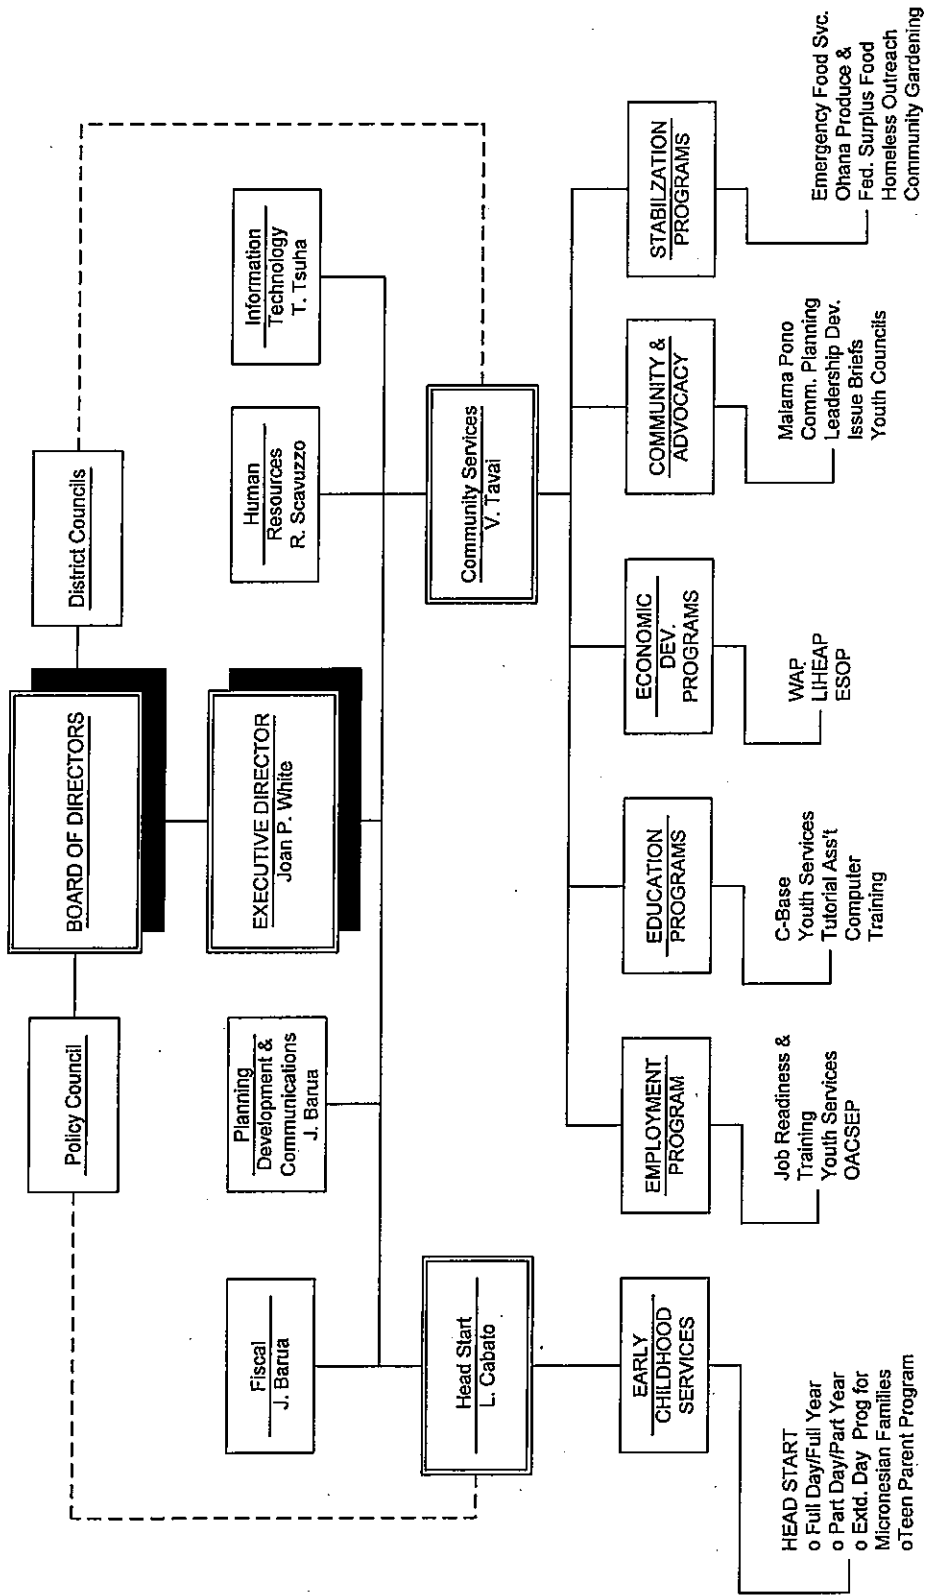 Policy Council
BOARD OF DIRECTORS
District Councils
Fiscal
J. Barua
Planning
Development &
Communications
J. Barua
EXECUTIVE DIRECTOR
Joan P. White
Human
Resources
R. Scavuzzo
Information
Technology
T. Tsuha
Head Start
L. Cabato
Community Services
V. Tavai
EARLY
CHILDHOOD
SERVICES
EMPLOYMENT
PROGRAM
EDUCATION
PROGRAMS
ECONOMIC
DEV.
PROGRAMS
COMMUNITY &
ADVOCACY
STABILZATION
PROGRAMS
HEAD START
o Full Day/Full Year
o Part Day/Part Year
o Extd. Day Prog for
Micronesian Families
oTeen Parent Program
Job Readiness &
Training
Youth Services
OACSEP
C-Base
Youth Services
Tutorial Ass't
Computer
Training
WAP
LIHEAP
ESOP
Malama Pono
Comm. Planning
Leadership Dev.
Issue Briefs
Youth Councils
Emergency Food Svc.
Ohana Produce &
Fed. Surplus Food
Homeless Outreach
Community Gardening